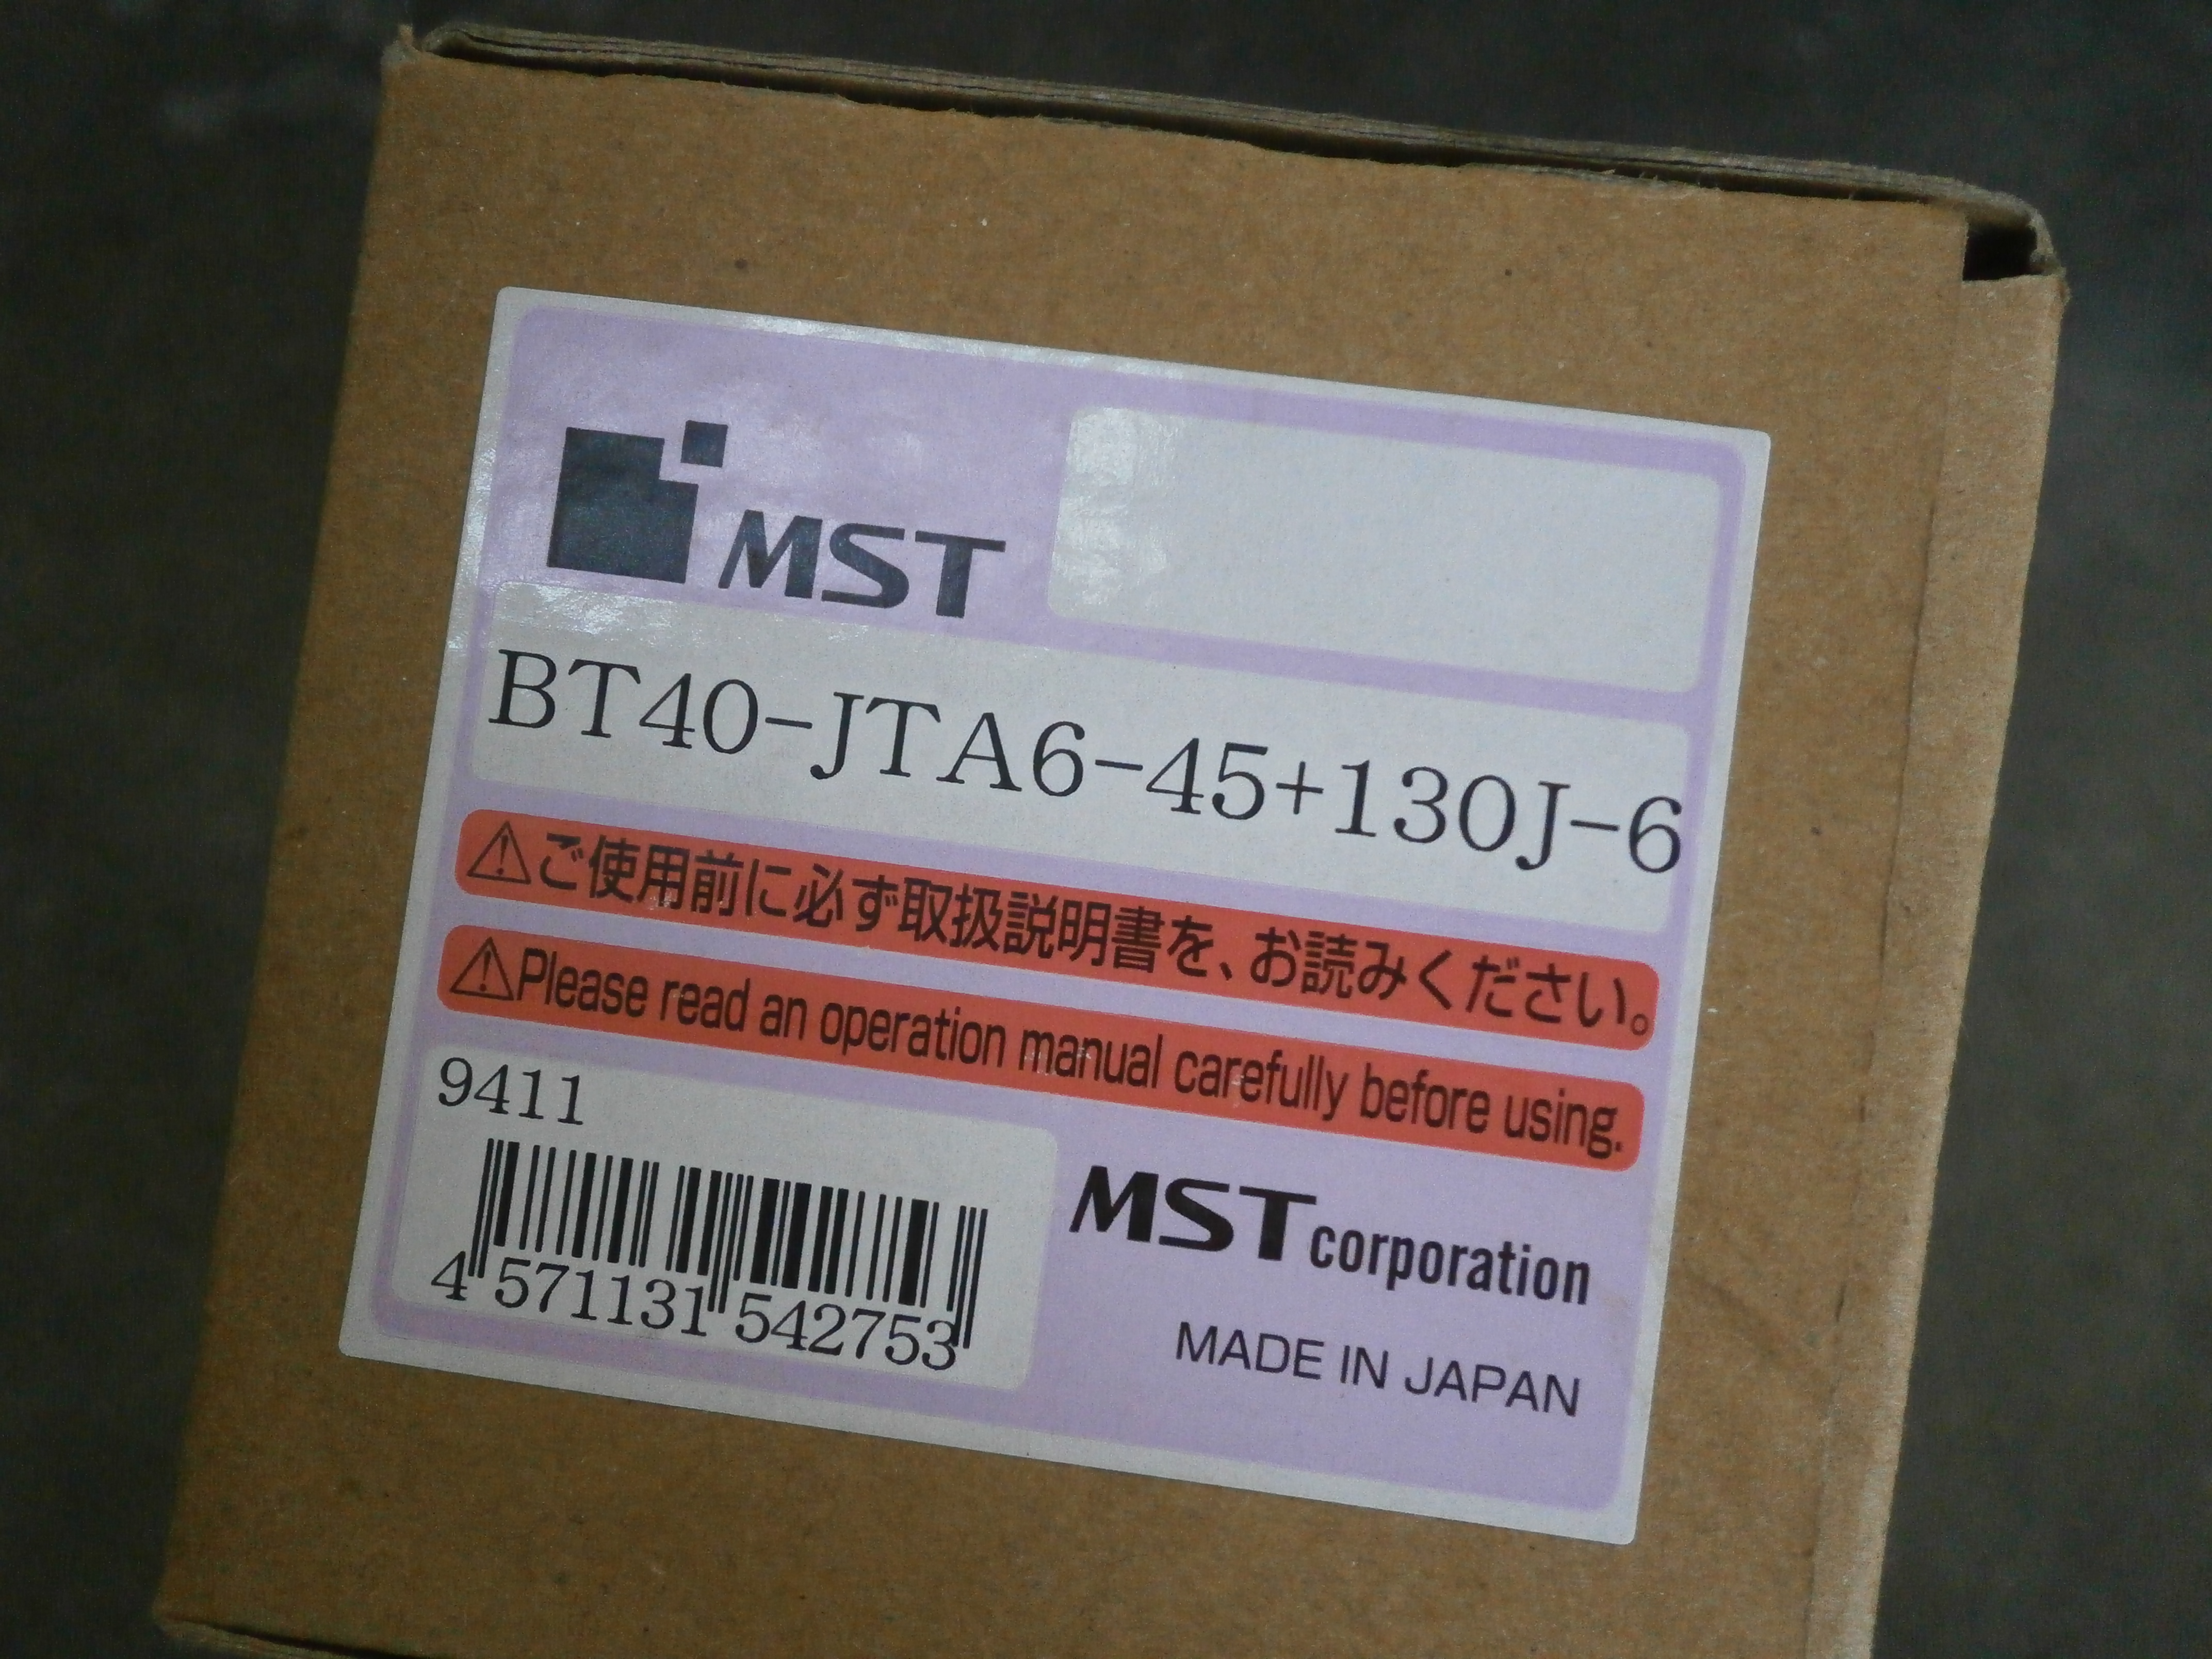 MST
BT40-JTA6-45+130J-6
⚠ご使用前に必ず取扱説明書を、お読みください。
⚠Please read an operation manual carefully before using.
9411
4 571131 542753
MST corporation
MADE IN JAPAN